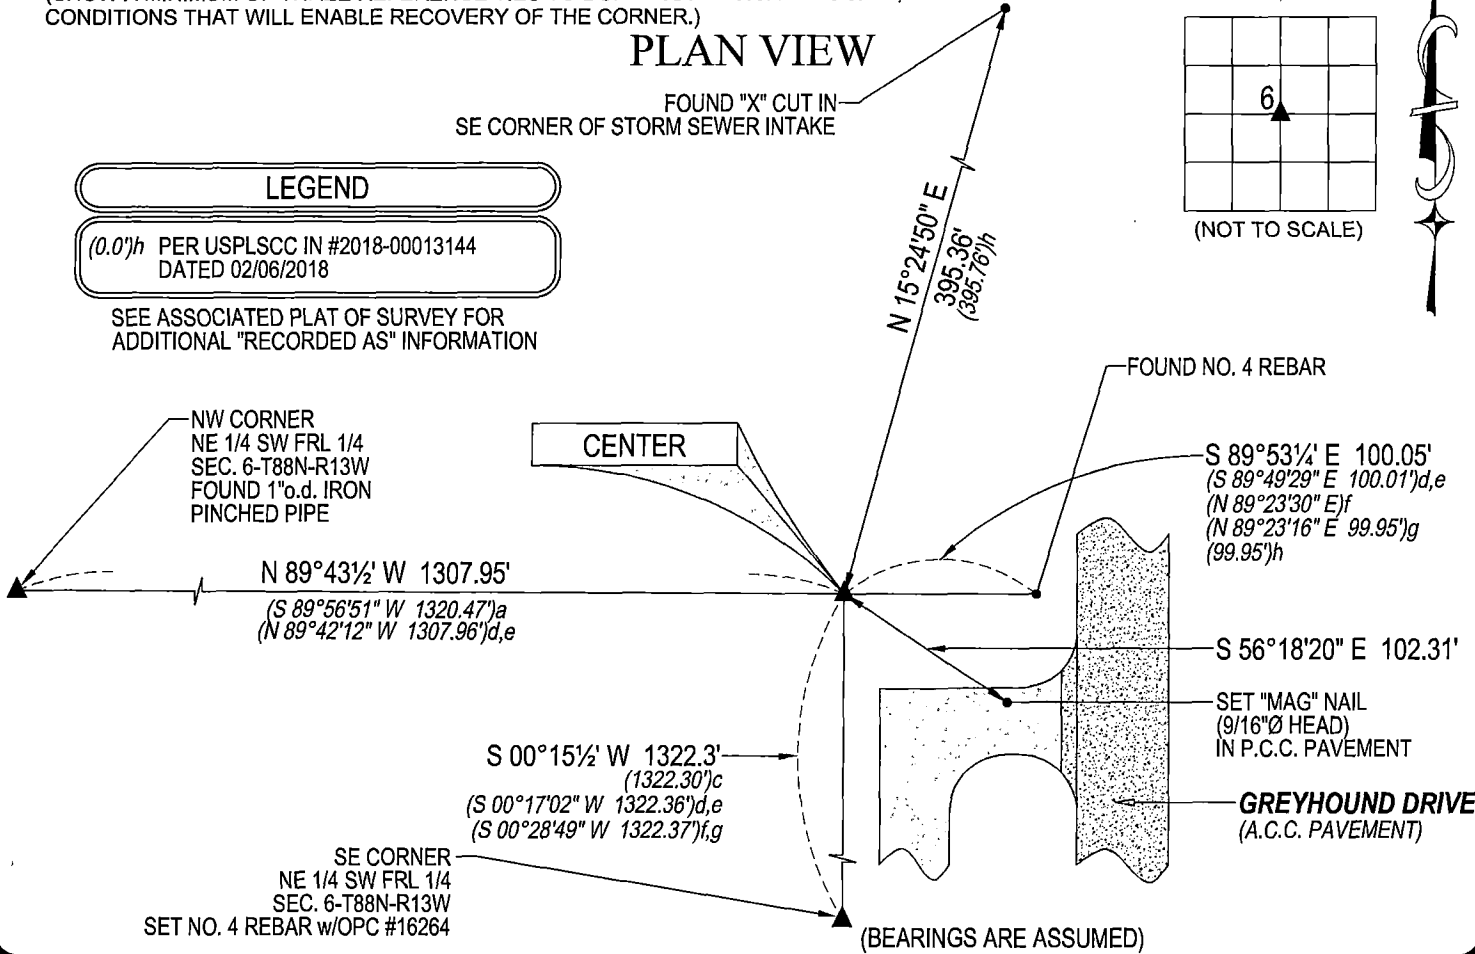 CONDITIONS THAT WILL ENABLE RECOVERY OF THE CORNER.)
PLAN VIEW
FOUND "X" CUT IN
SE CORNER OF STORM SEWER INTAKE
6
(NOT TO SCALE)
LEGEND
(0.0')h PER USPLSCC IN #2018-00013144
DATED 02/06/2018
SEE ASSOCIATED PLAT OF SURVEY FOR
ADDITIONAL "RECORDED AS" INFORMATION
N 15°24'50" E
395.36'
(395.76')h
FOUND NO. 4 REBAR
NW CORNER
NE 1/4 SW FRL 1/4
SEC. 6-T88N-R13W
FOUND 1"o.d. IRON
PINCHED PIPE
CENTER
S 89°53¼' E 100.05'
(S 89°49'29" E 100.01')d,e
(N 89°23'30" E)f
(N 89°23'16" E 99.95')g
(99.95')h
N 89°43½' W 1307.95'
(S 89°56'51" W 1320.47')a
(N 89°42'12" W 1307.96')d,e
S 56°18'20" E 102.31'
SET "MAG" NAIL
(9/16"Ø HEAD)
IN P.C.C. PAVEMENT
S 00°15½' W 1322.3'
(1322.30')c
(S 00°17'02" W 1322.36')d,e
(S 00°28'49" W 1322.37')f,g
GREYHOUND DRIVE
(A.C.C. PAVEMENT)
SE CORNER
NE 1/4 SW FRL 1/4
SEC. 6-T88N-R13W
SET NO. 4 REBAR w/OPC #16264
(BEARINGS ARE ASSUMED)